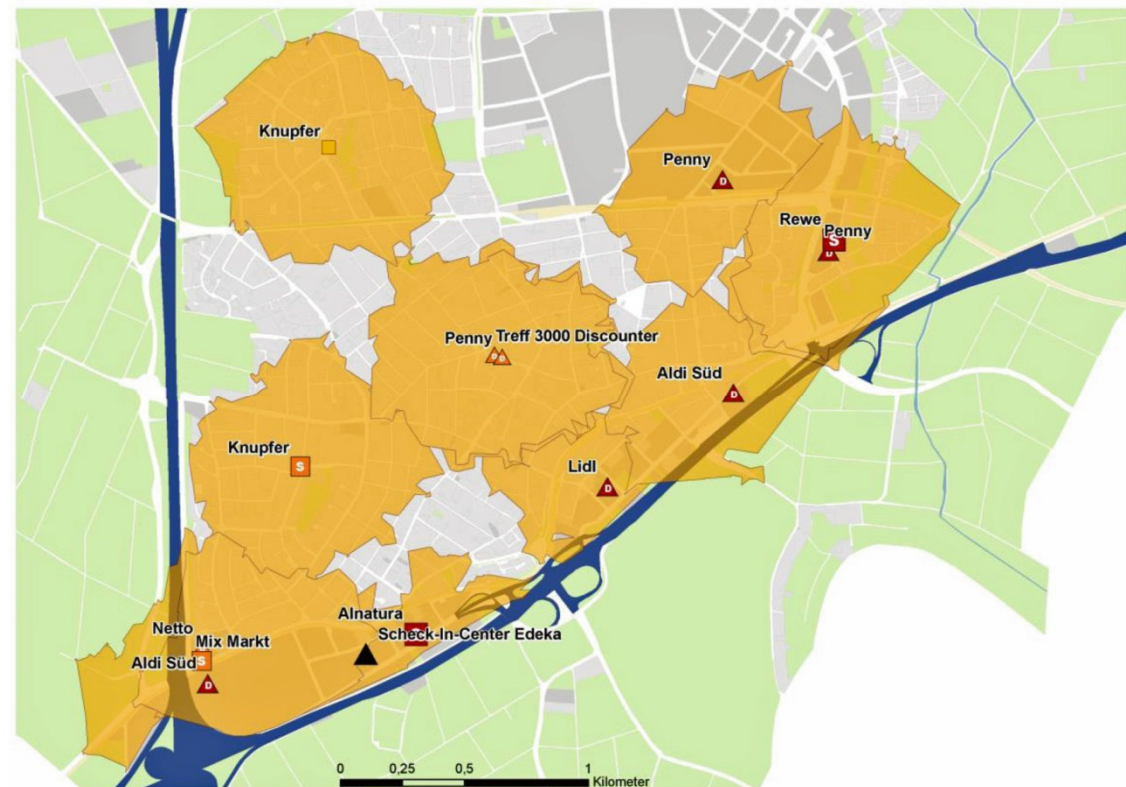 Knupfer
Penny
D
Rewe
Penny
S
D
Penny
Treff 3000 Discounter
D
D
Aldi Süd
D
Knupfer
S
Lidl
D
Alnatura
Scheck-In-Center Edeka
Netto
Mix Markt
Aldi Süd
S
D
0 0,25 0,5 1
Kilometer